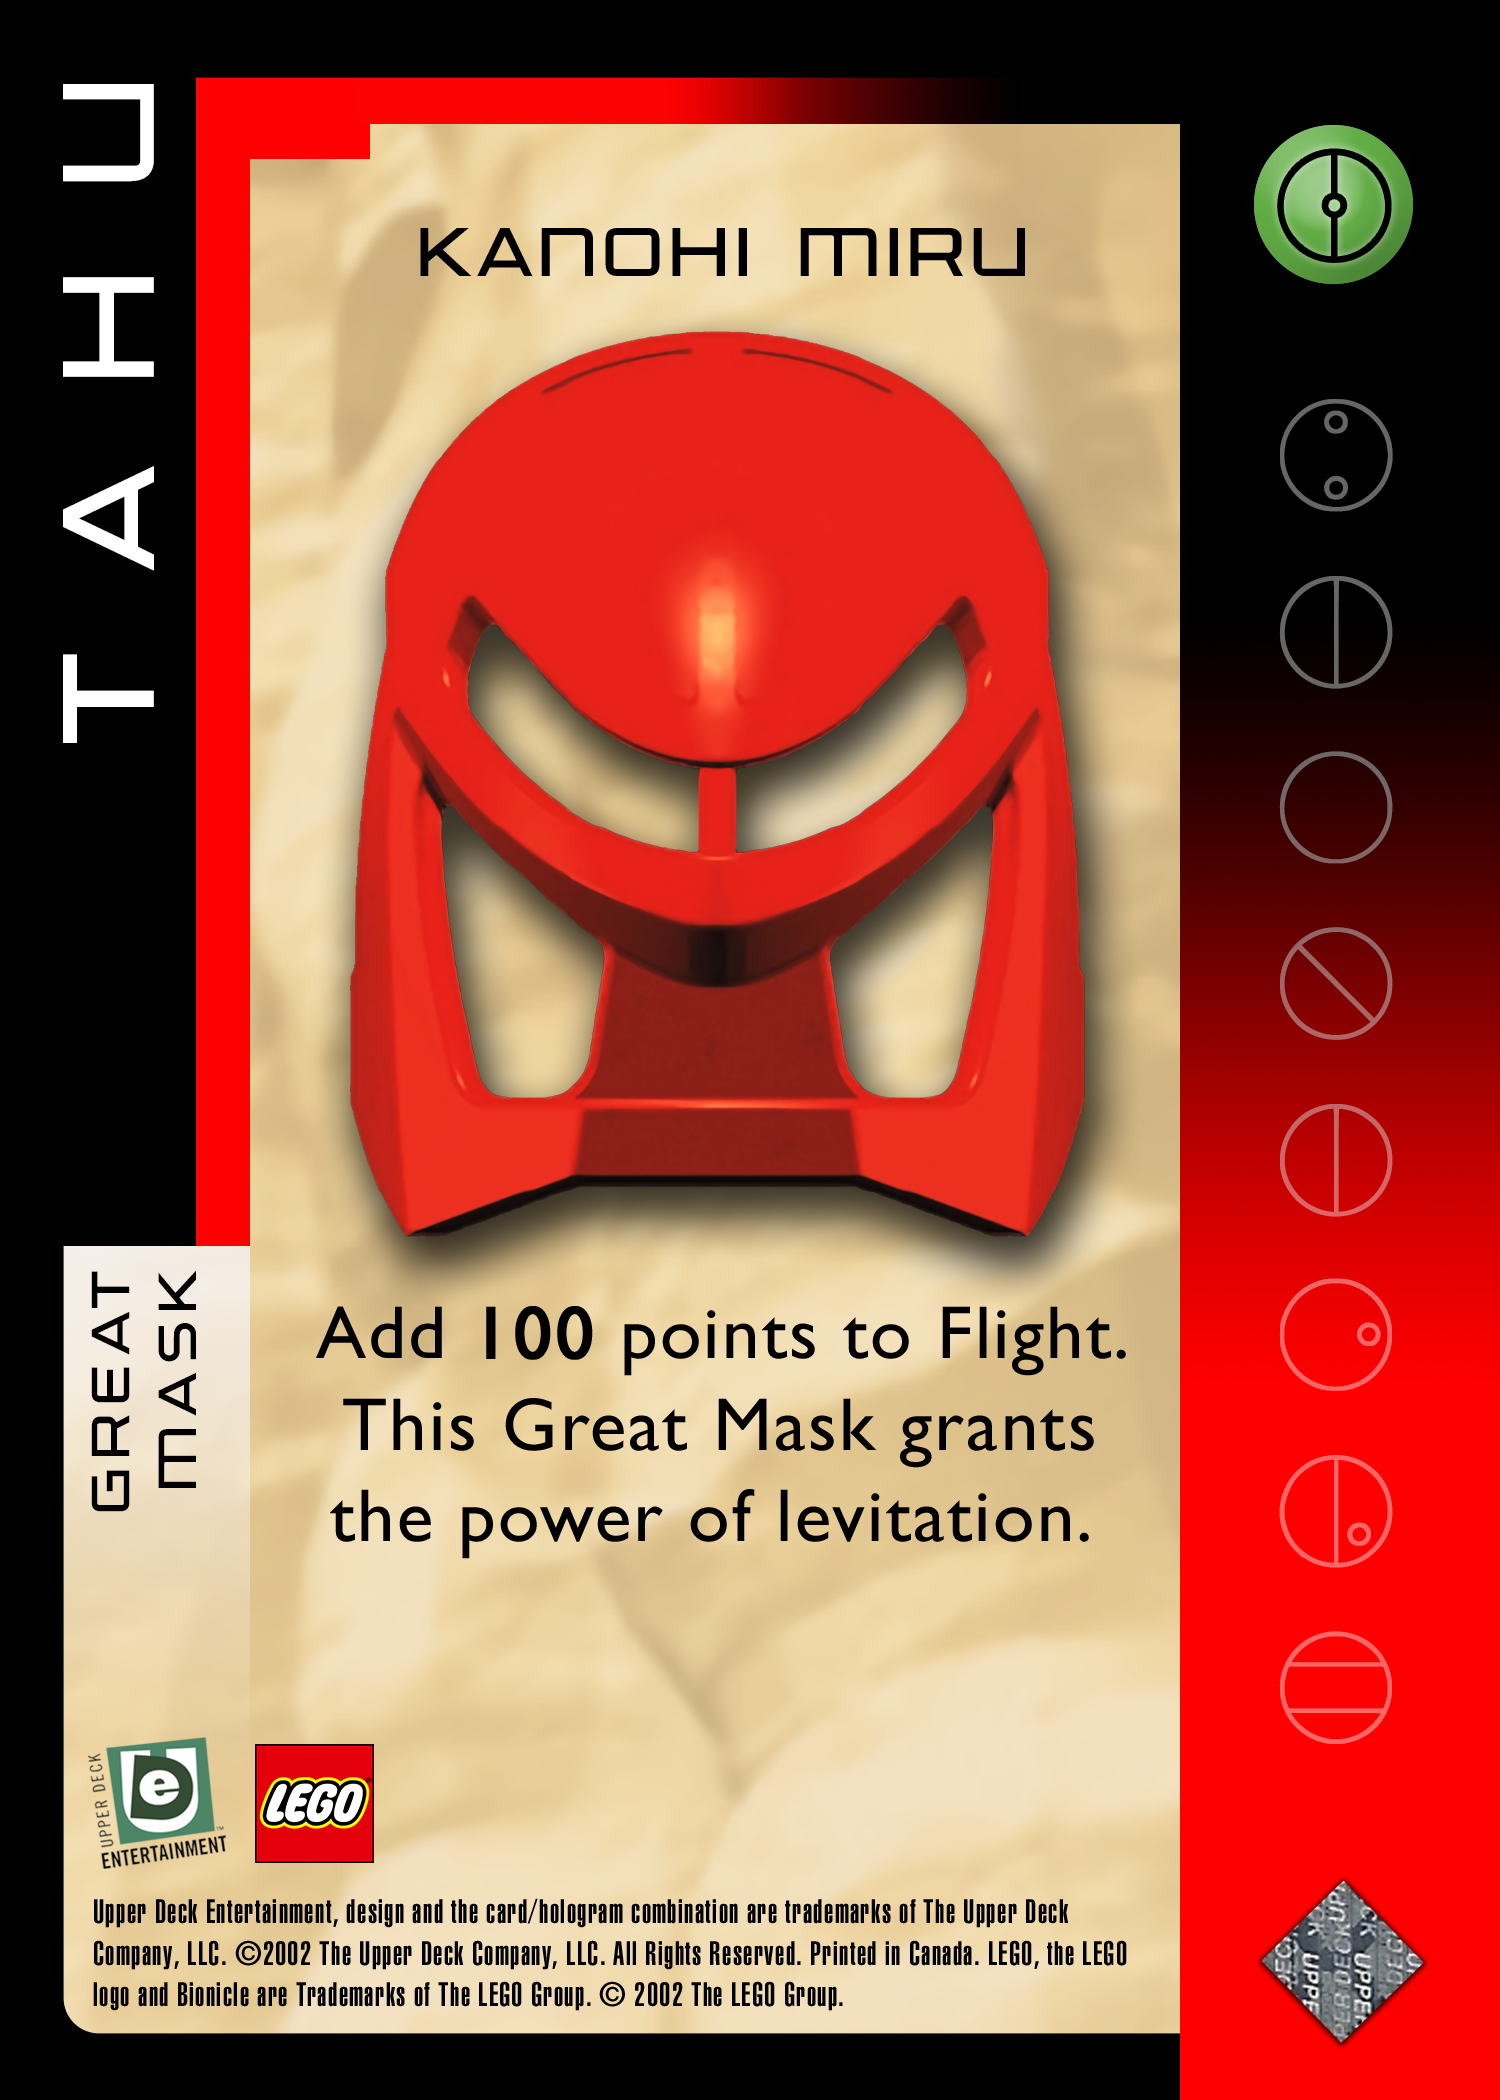 TAHU
KANOHI MIRU
Add 100 points to Flight.
This Great Mask grants
the power of levitation.
GREAT
MASK
UPPER DECK
ENTERTAINMENT
LEGO
Upper Deck Entertainment, design and the card/hologram combination are trademarks of The Upper Deck
Company, LLC. ©2002 The Upper Deck Company, LLC. All Rights Reserved. Printed in Canada. LEGO, the LEGO
logo and Bionicle are Trademarks of The LEGO Group. © 2002 The LEGO Group.